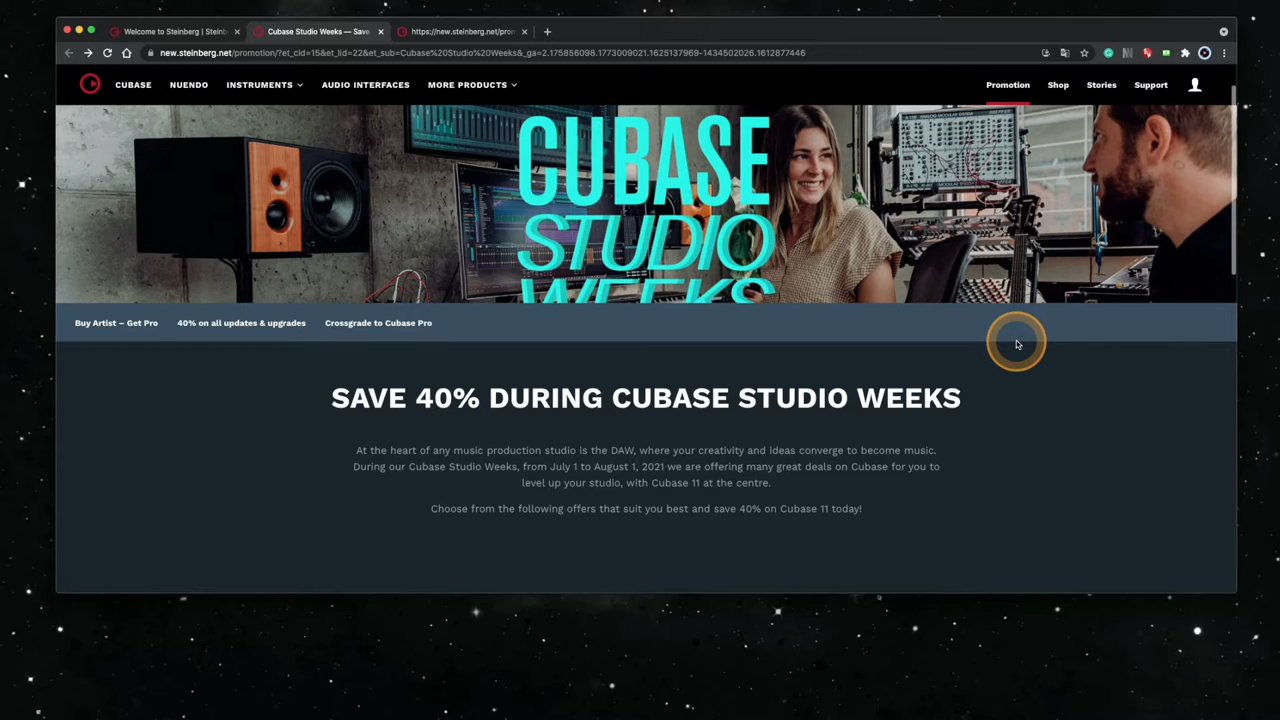 Welcome to Steinberg | Steinb
Cubase Studio Weeks — Save
https://new.steinberg.net/prom
new.steinberg.net/promotion/?et_cid=15&et_lid=22&et_sub=Cubase%20Studio%20Weeks&_ga=2.175856098.1773009021.1625137969-1434502026.1612877446
CUBASE
NUENDO
INSTRUMENTS
AUDIO INTERFACES
MORE PRODUCTS
Promotion
Shop
Stories
Support
CUBASE
STUDIO
WEEKS
Buy Artist – Get Pro
40% on all updates & upgrades
Crossgrade to Cubase Pro
SAVE 40% DURING CUBASE STUDIO WEEKS
At the heart of any music production studio is the DAW, where your creativity and ideas converge to become music.
During our Cubase Studio Weeks, from July 1 to August 1, 2021 we are offering many great deals on Cubase for you to
level up your studio, with Cubase 11 at the centre.
Choose from the following offers that suit you best and save 40% on Cubase 11 today!